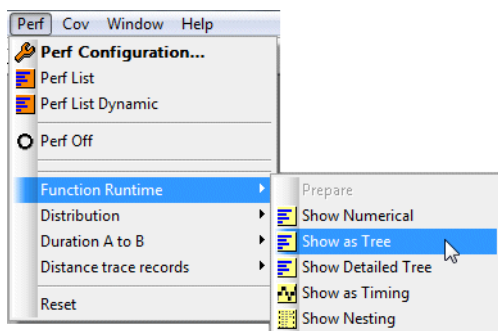 Perf Cov Window Help
Perf Configuration...
Perf List
Perf List Dynamic
Perf Off
Function Runtime
Distribution
Duration A to B
Distance trace records
Reset
Prepare
Show Numerical
Show as Tree
Show Detailed Tree
Show as Timing
Show Nesting